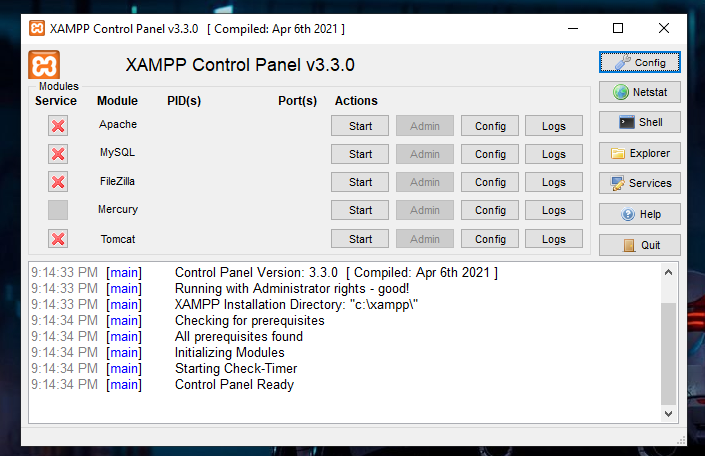 XAMPP Control Panel v3.3.0 [ Compiled: Apr 6th 2021 ]
XAMPP Control Panel v3.3.0
Config
Modules
Service Module PID(s) Port(s) Actions
Netstat
Apache Start Admin Config Logs
Shell
MySQL Start Admin Config Logs
Explorer
FileZilla Start Admin Config Logs
Services
Mercury Start Admin Config Logs
Help
Tomcat Start Admin Config Logs
Quit
9:14:33 PM [main] Control Panel Version: 3.3.0 [ Compiled: Apr 6th 2021 ]
9:14:33 PM [main] Running with Administrator rights - good!
9:14:33 PM [main] XAMPP Installation Directory: "c:\xampp\"
9:14:34 PM [main] Checking for prerequisites
9:14:34 PM [main] All prerequisites found
9:14:34 PM [main] Initializing Modules
9:14:34 PM [main] Starting Check-Timer
9:14:34 PM [main] Control Panel Ready